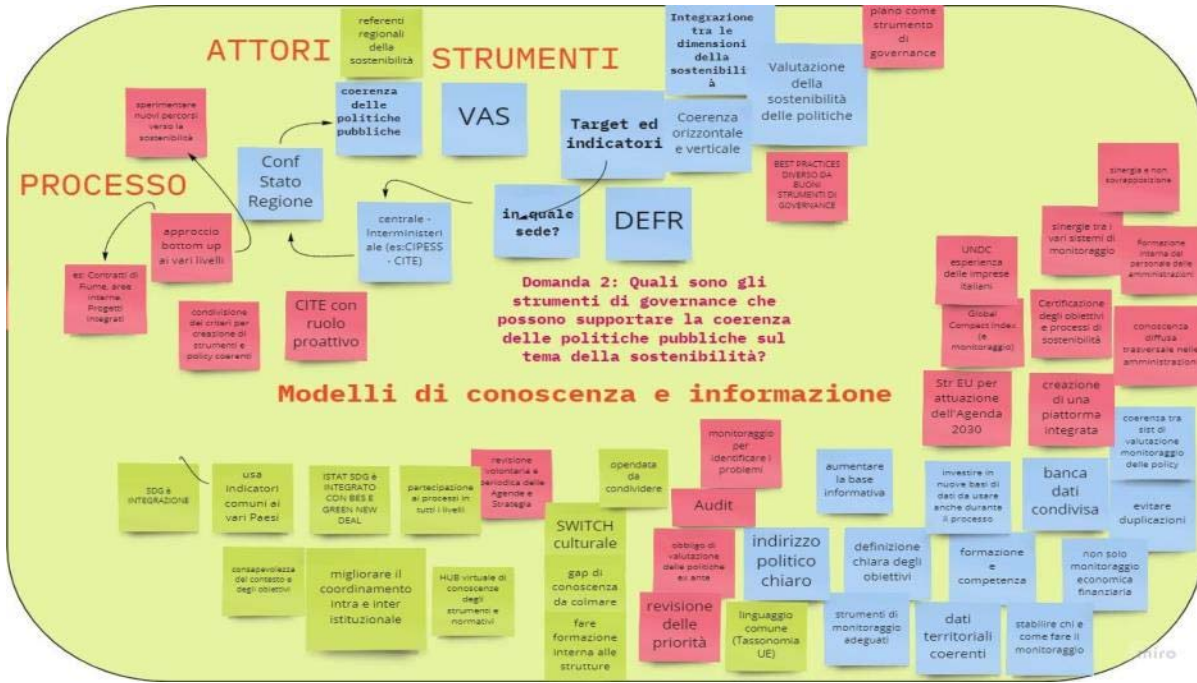 ATTORI
referenti
regionali
della
sostenibilità
STRUMENTI
Integrazione
tra le
dimensioni
della
sostenibili
à
Valutazione
della
sostenibilità
delle politiche
piano come
strumento
di
governance
sperimentare
nuovi percorsi
verso la
sostenibilità
coerenza
delle
politiche
pubbliche
VAS
Target ed
indicatori
Coerenza
orizzontale
e verticale
BEST PRACTICES
DIVERSO DA
BUONI
STRUMENTI DI
GOVERNANCE
PROCESSO
Conf
Stato
Regione
centrale -
Interministeri
ale (es:CIPESS
- CITE)
in quale
sede?
DEFR
approccio
bottom up
ai vari livelli
es: Contratti di
Fiume, aree
interne,
Progetti
integrati
condivisione
dei criteri per
creazione di
strumenti e
policy coerenti
CITE con
ruolo
proattivo
Domanda 2: Quali sono gli
strumenti di governance che
possono supportare la coerenza
delle politiche pubbliche sul
tema della sostenibilità?
sinergia e non
sovrapposizione
sinergie tra i
vari sistemi di
monitoraggio
Formazione
interna del
personale delle
amministrazioni
UNDC
esperienza
delle imprese
italiani
Global
Compact Index
(e
monitoraggio)
Certificazione
degli obiettivi
e processi di
sostenibilità
conoscenza
diffusa
trasversale nelle
amministrazioni
Str EU per
attuazione
dell'Agenda
2030
creazione
di una
piattorma
integrata
coerenza tra
sist di
valutazione
monitoraggio
delle policy
Modelli di conoscenza e informazione
SDG è
INTEGRAZIONE
usa
indicatori
comuni ai
vari Paesi
ISTAT SDG è
INTEGRATO
CON BES E
GREEN NEW
DEAL
partecipazione
ai processi in
tutti i livelli
revisione
volontaria e
periodica delle
Agende e
Strategia
opendata
da
condividere
monitoraggio
per
identificare i
problemi
aumentare
la base
informativa
investire in
nuove basi di
dati da usare
anche durante
il processo
banca
dati
condivisa
evitare
duplicazioni
SWITCH
culturale
Audit
consapevolezza
del contesto e
degli obiettivi
migliorare il
coordinamento
intra e inter
istituzionale
HUB virtuale di
conoscenze
degli
strumenti e
normativi
gap di
conoscenza
da colmare
obbligo di
valutazione
delle politiche
ex ante
indirizzo
politico
chiaro
definizione
chiara degli
obiettivi
formazione
e
competenza
non solo
monitoraggio
economica
finanziaria
fare
formazione
interna alle
strutture
revisione
delle
priorità
linguaggio
comune
(Tassonomia
UE)
strumenti di
monitoraggio
adeguati
dati
territoriali
coerenti
stabilire chi e
come fare il
monitoraggio
miro